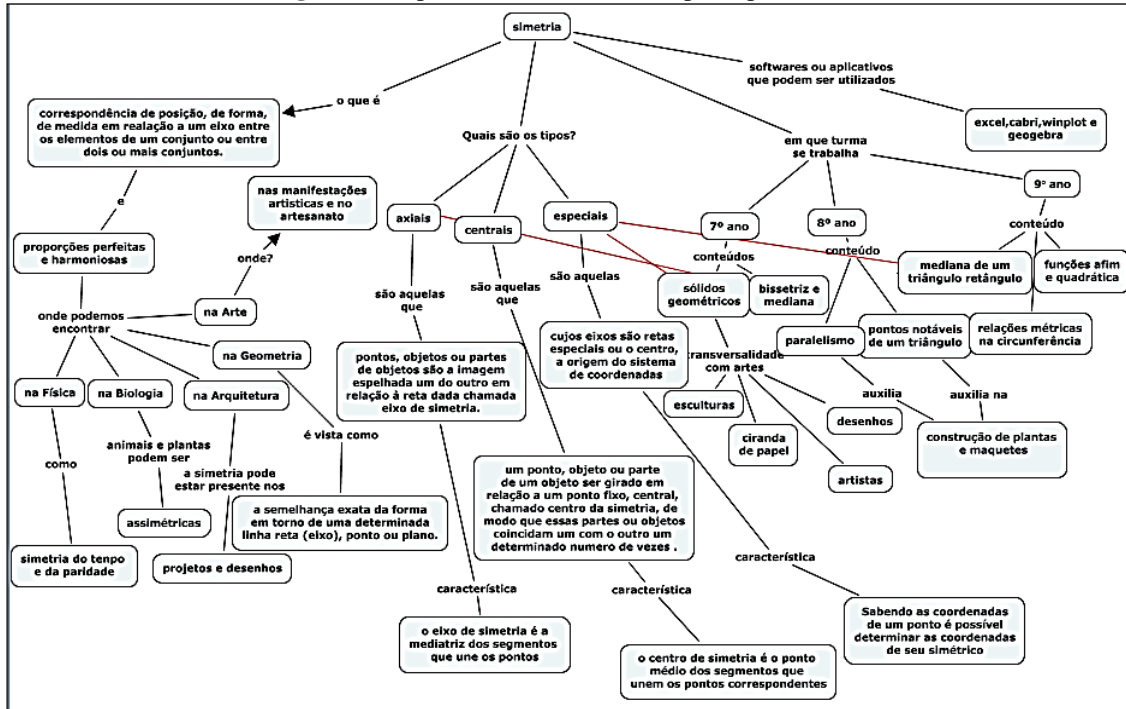 simetria
softwares ou aplicativos
que podem ser utilizados
o que é
correspondência de posição, de forma,
de medida em realação a um eixo entre
os elementos de um conjunto ou entre
dois ou mais conjuntos.
excel,cabri,winplot e
geogebra
Quais são os tipos?
em que turma
se trabalha
9° ano
e
nas manifestações
artisticas e no
artesanato
axiais
centrais
especiais
7º ano
8º ano
conteúdo
proporções perfeitas
e harmoniosas
onde?
conteúdos
conteúdo
mediana de um
triângulo retângulo
funções afim
e quadrática
são aquelas
que
são aquelas
que
são aquelas
sólidos
geométricos
bissetriz e
mediana
onde podemos
encontrar
na Arte
na Geometria
cujos eixos são retas
especiais ou o centro,
a origem do sistema
de coordenadas
paralelismo
pontos notáveis
de um triângulo
relações métricas
na circunferência
pontos, objetos ou partes
de objetos são a imagem
espelhada um do outro em
relação à reta dada chamada
eixo de simetria.
transversalidade
com artes
na Física
na Biologia
na Arquitetura
esculturas
desenhos
auxilia
auxilia na
ciranda
de papel
artistas
construção de plantas
e maquetes
é vista como
como
animais e plantas
podem ser
a simetria pode
estar presente nos
um ponto, objeto ou parte
de um objeto ser girado em
relação a um ponto fixo, central,
chamado centro da simetria, de
modo que essas partes ou objetos
coincidam um com o outro um
determinado numero de vezes .
assimétricas
a semelhança exata da forma
em torno de uma determinada
linha reta (eixo), ponto ou plano.
simetria do tenpo
e da paridade
projetos e desenhos
característica
característica
característica
o eixo de simetria é a
mediatriz dos segmentos
que une os pontos
o centro de simetria é o ponto
médio dos segmentos que
unem os pontos correspondentes
Sabendo as coordenadas
de um ponto é possível
determinar as coordenadas
de seu simétrico